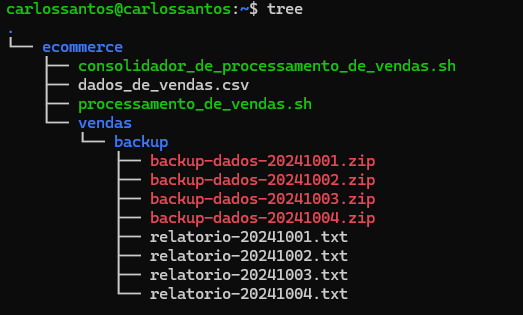 carlossantos@carlossantos:~$ tree
.
└── ecommerce
    ├── consolidador_de_processamento_de_vendas.sh
    ├── dados_de_vendas.csv
    ├── processamento_de_vendas.sh
    └── vendas
        └── backup
            ├── backup-dados-20241001.zip
            ├── backup-dados-20241002.zip
            ├── backup-dados-20241003.zip
            ├── backup-dados-20241004.zip
            ├── relatorio-20241001.txt
            ├── relatorio-20241002.txt
            ├── relatorio-20241003.txt
            └── relatorio-20241004.txt